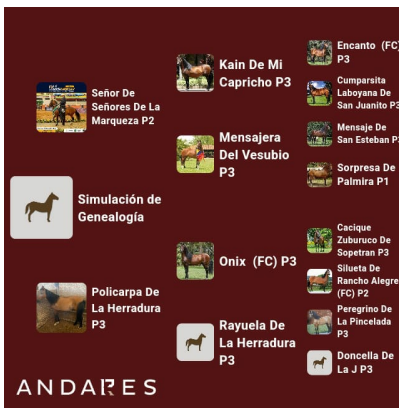 Encanto (FC)
P3
Kain De Mi
Capricho P3
Cumparsita
Laboyana De
San Juanito P3
Señor De
Señores De La
Marqueza P2
Mensaje De
San Esteban P3
Mensajera
Del Vesubio
P3
Sorpresa De
Palmira P1
Simulación de
Genealogía
Cacique
Zuburuco De
Sopetran P3
Onix (FC) P3
Silueta De
Rancho Alegre
(FC) P2
Policarpa De
La Herradura
P3
Peregrino De
La Pincelada
P3
Rayuela De
La Herradura
P3
Doncella De
La J P3
ANDARES